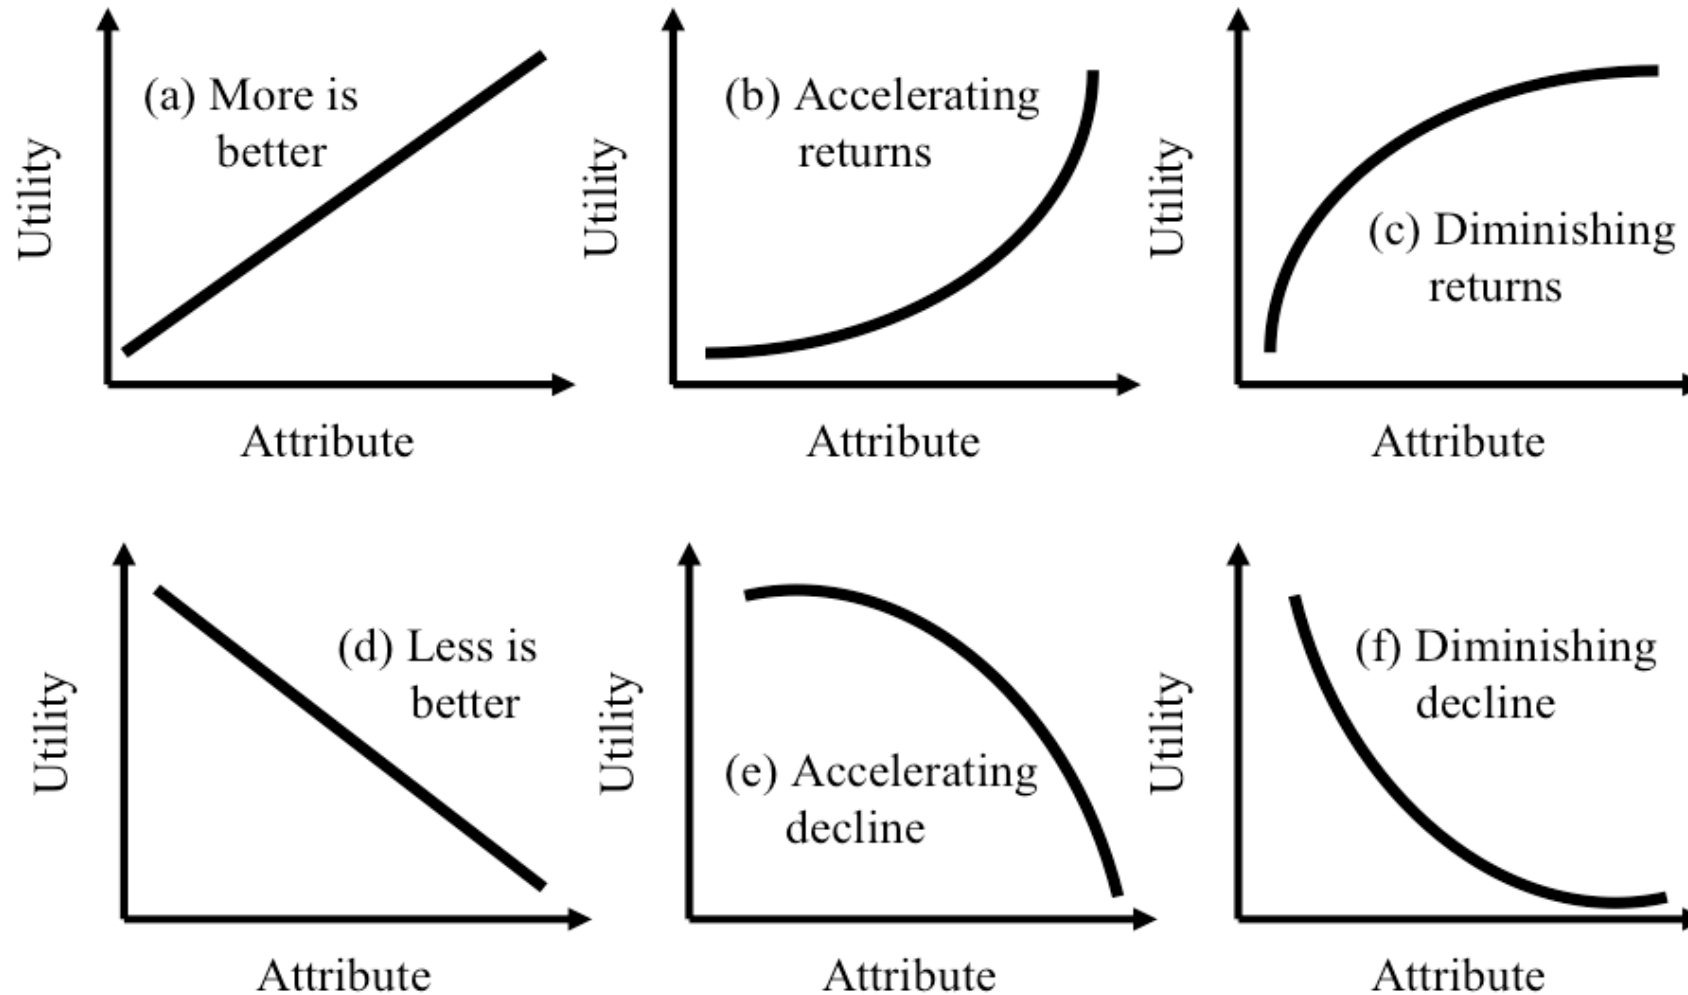 (a) More is
better
Utility
Attribute
(b) Accelerating
returns
Utility
Attribute
(c) Diminishing
returns
Utility
Attribute
(d) Less is
better
Utility
Attribute
(e) Accelerating
decline
Utility
Attribute
(f) Diminishing
decline
Utility
Attribute